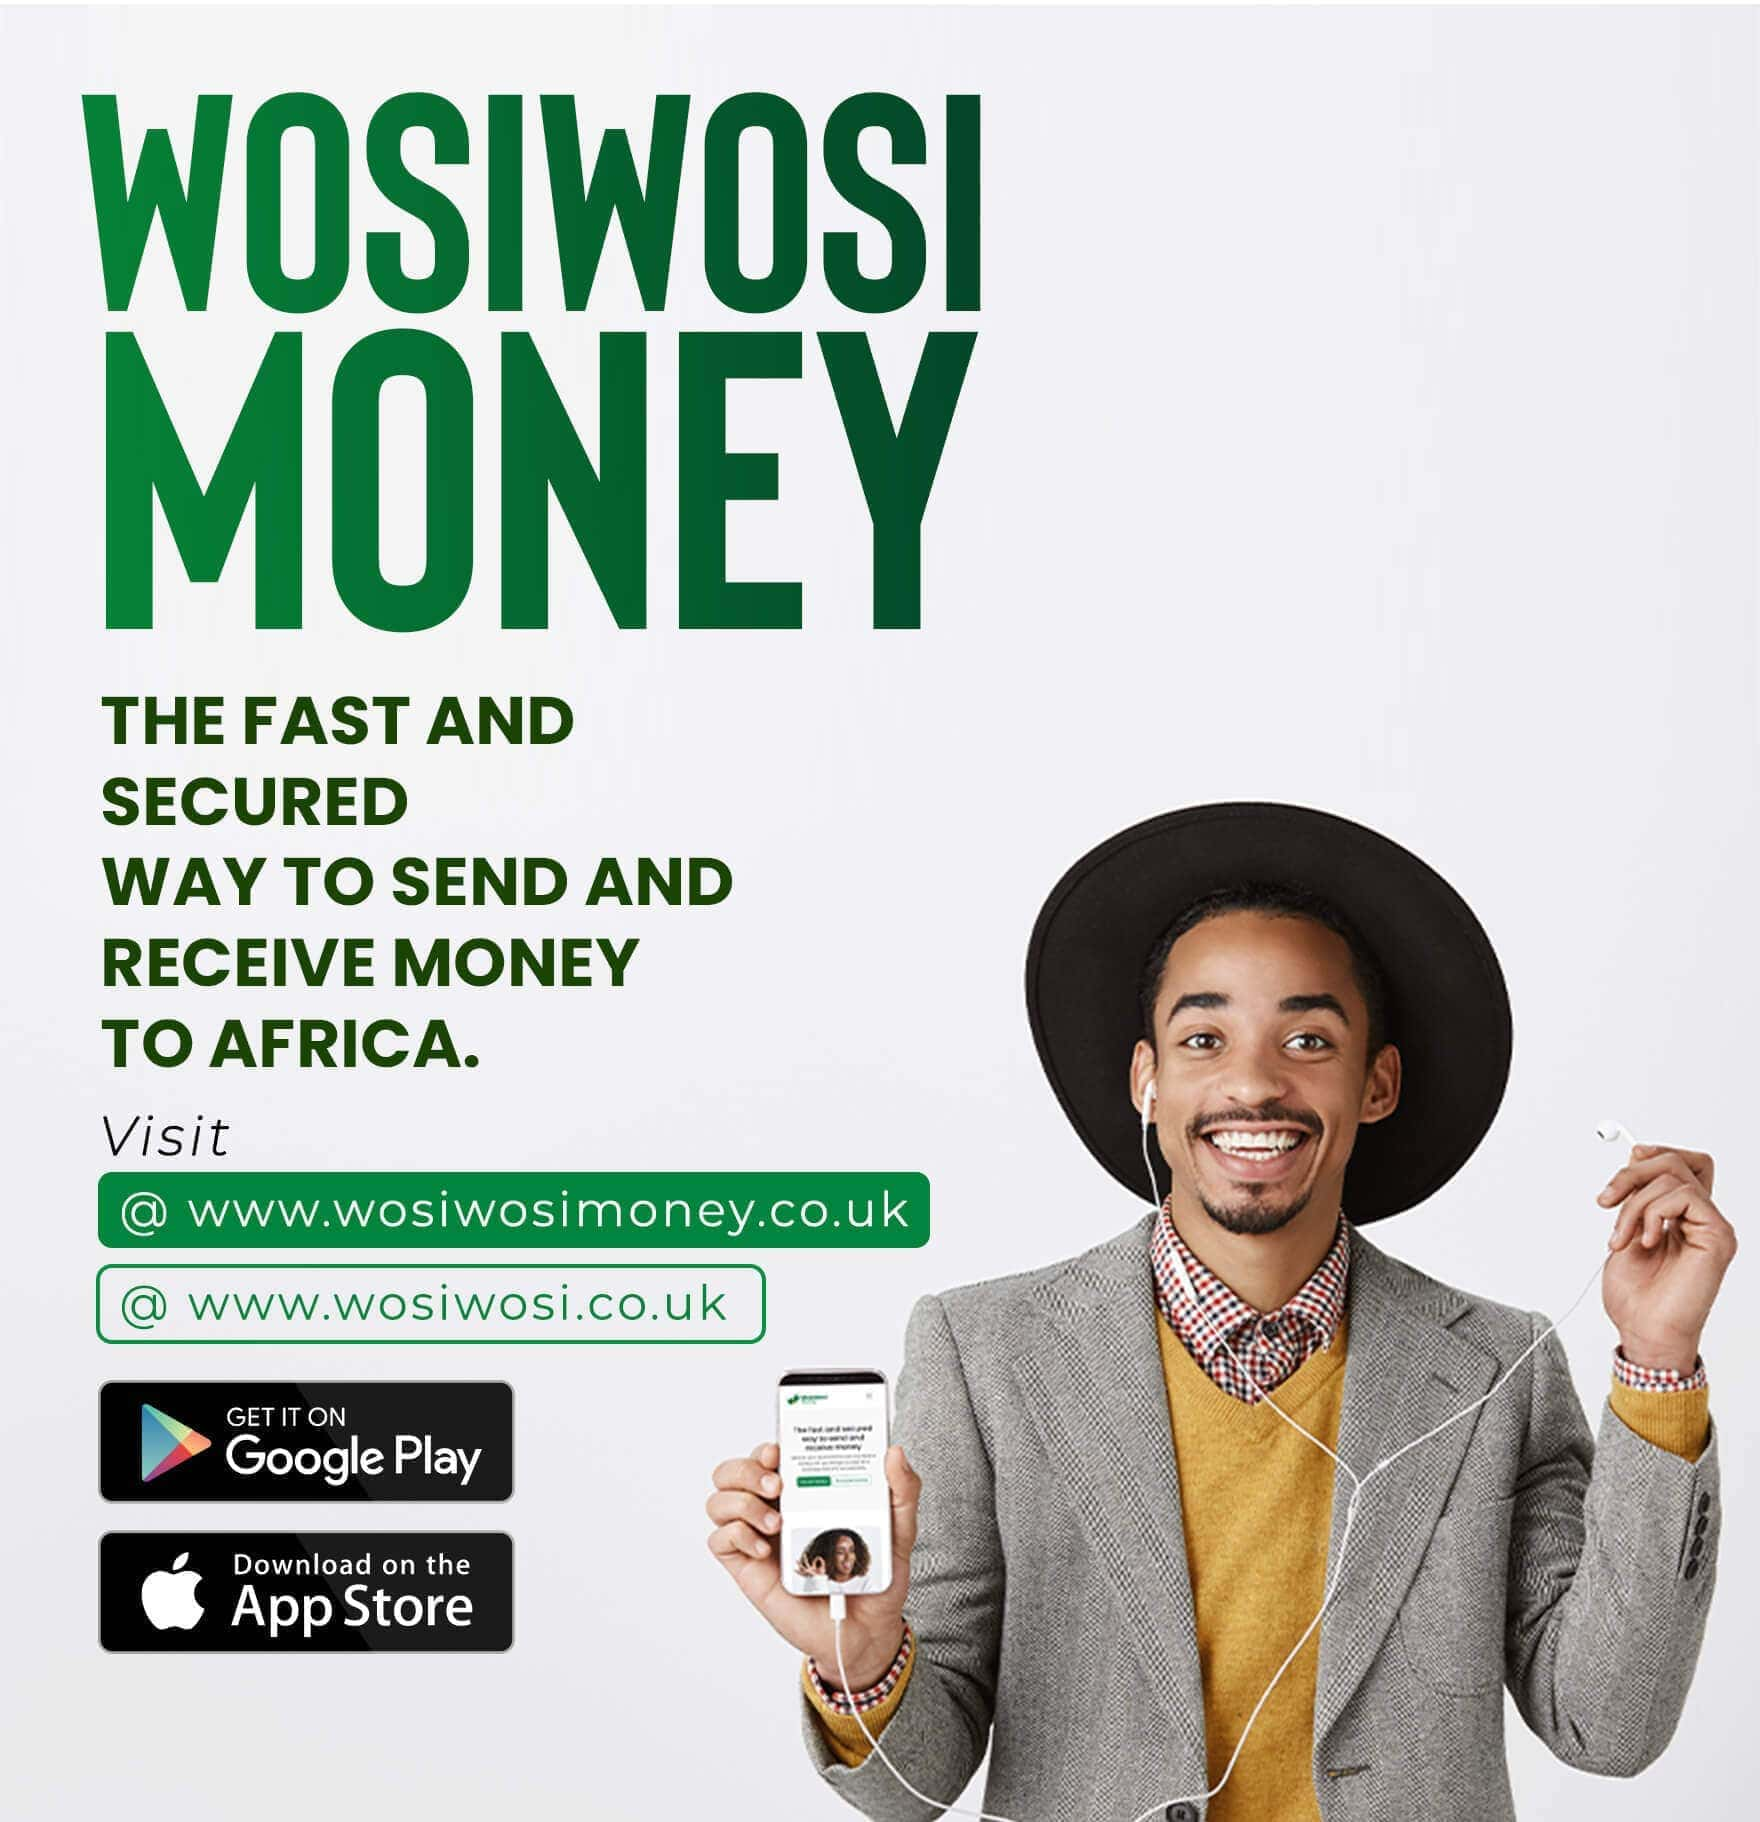 WOSIWOSI
MONEY
THE FAST AND
SECURED
WAY TO SEND AND
RECEIVE MONEY
TO AFRICA.
Visit
@ www.wosiwosimoney.co.uk
@ www.wosiwosi.co.uk
GET IT ON
Google Play
Download on the
App Store
The fast and secured
way to send and
receive money